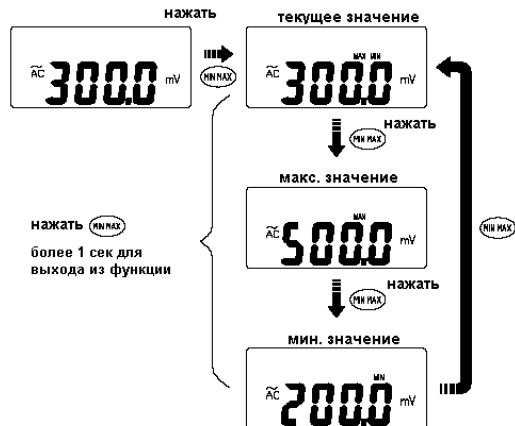 нажать
AC 300.0 mV
MIN MAX
текущее значение
MAX MIN
AC 300.0 mV
нажать
MIN MAX
макс. значение
MAX
AC 500.0 mV
нажать
MIN MAX
мин. значение
MIN
AC 200.0 mV
MIN MAX
нажать MIN MAX
более 1 сек для
выхода из функции